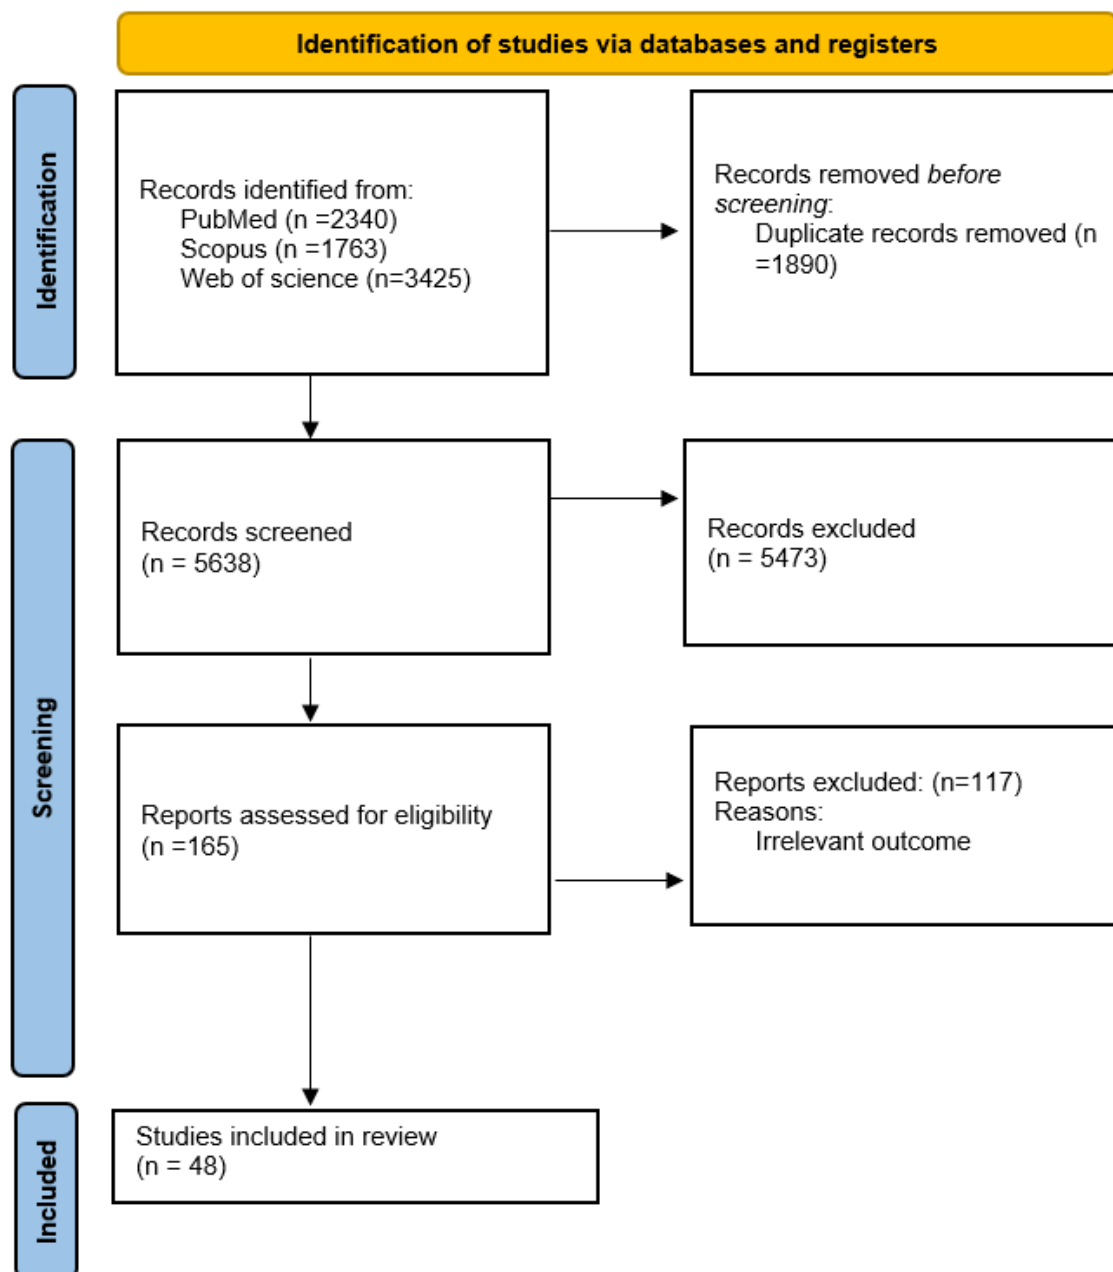 Identification of studies via databases and registers
Identification
Records identified from:
PubMed (n =2340)
Scopus (n =1763)
Web of science (n=3425)
Records removed before
screening:
Duplicate records removed (n
=1890)
Screening
Records screened
(n = 5638)
Records excluded
(n = 5473)
Reports assessed for eligibility
(n =165)
Reports excluded: (n=117)
Reasons:
Irrelevant outcome
Included
Studies included in review
(n = 48)